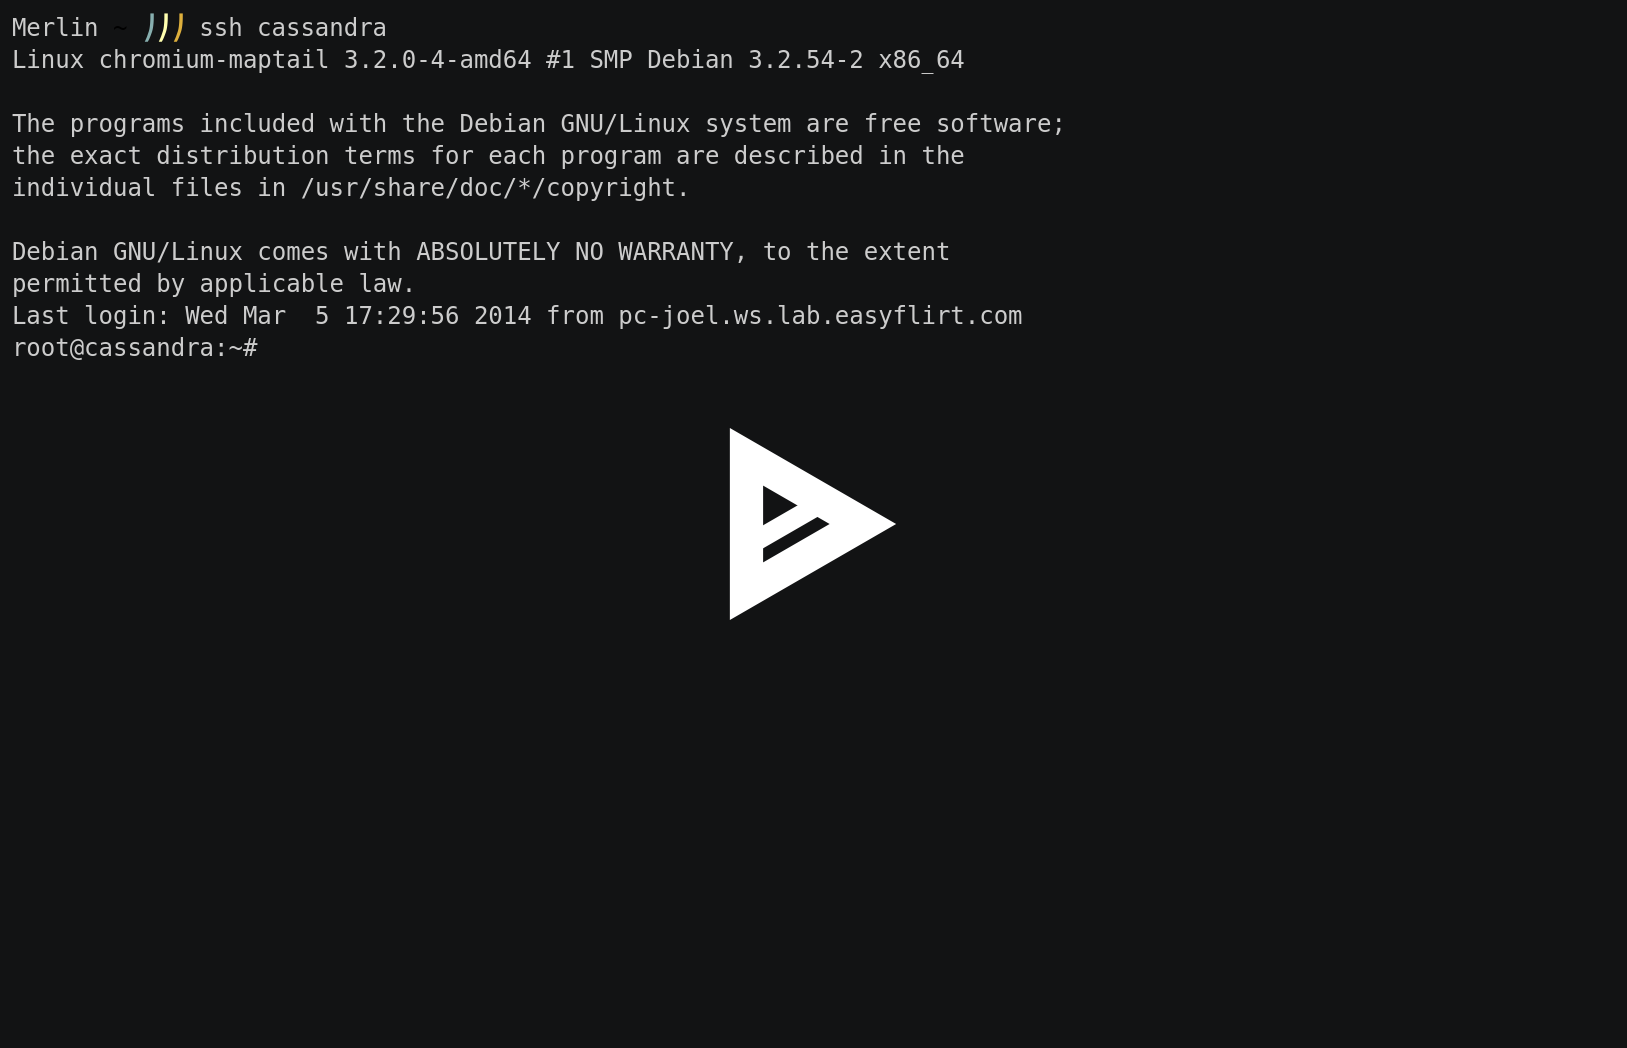 Merlin ~ ))) ssh cassandra
Linux chromium-maptail 3.2.0-4-amd64 #1 SMP Debian 3.2.54-2 x86_64
The programs included with the Debian GNU/Linux system are free software;
the exact distribution terms for each program are described in the
individual files in /usr/share/doc/*/copyright.
Debian GNU/Linux comes with ABSOLUTELY NO WARRANTY, to the extent
permitted by applicable law.
Last login: Wed Mar  5 17:29:56 2014 from pc-joel.ws.lab.easyflirt.com
root@cassandra:~#